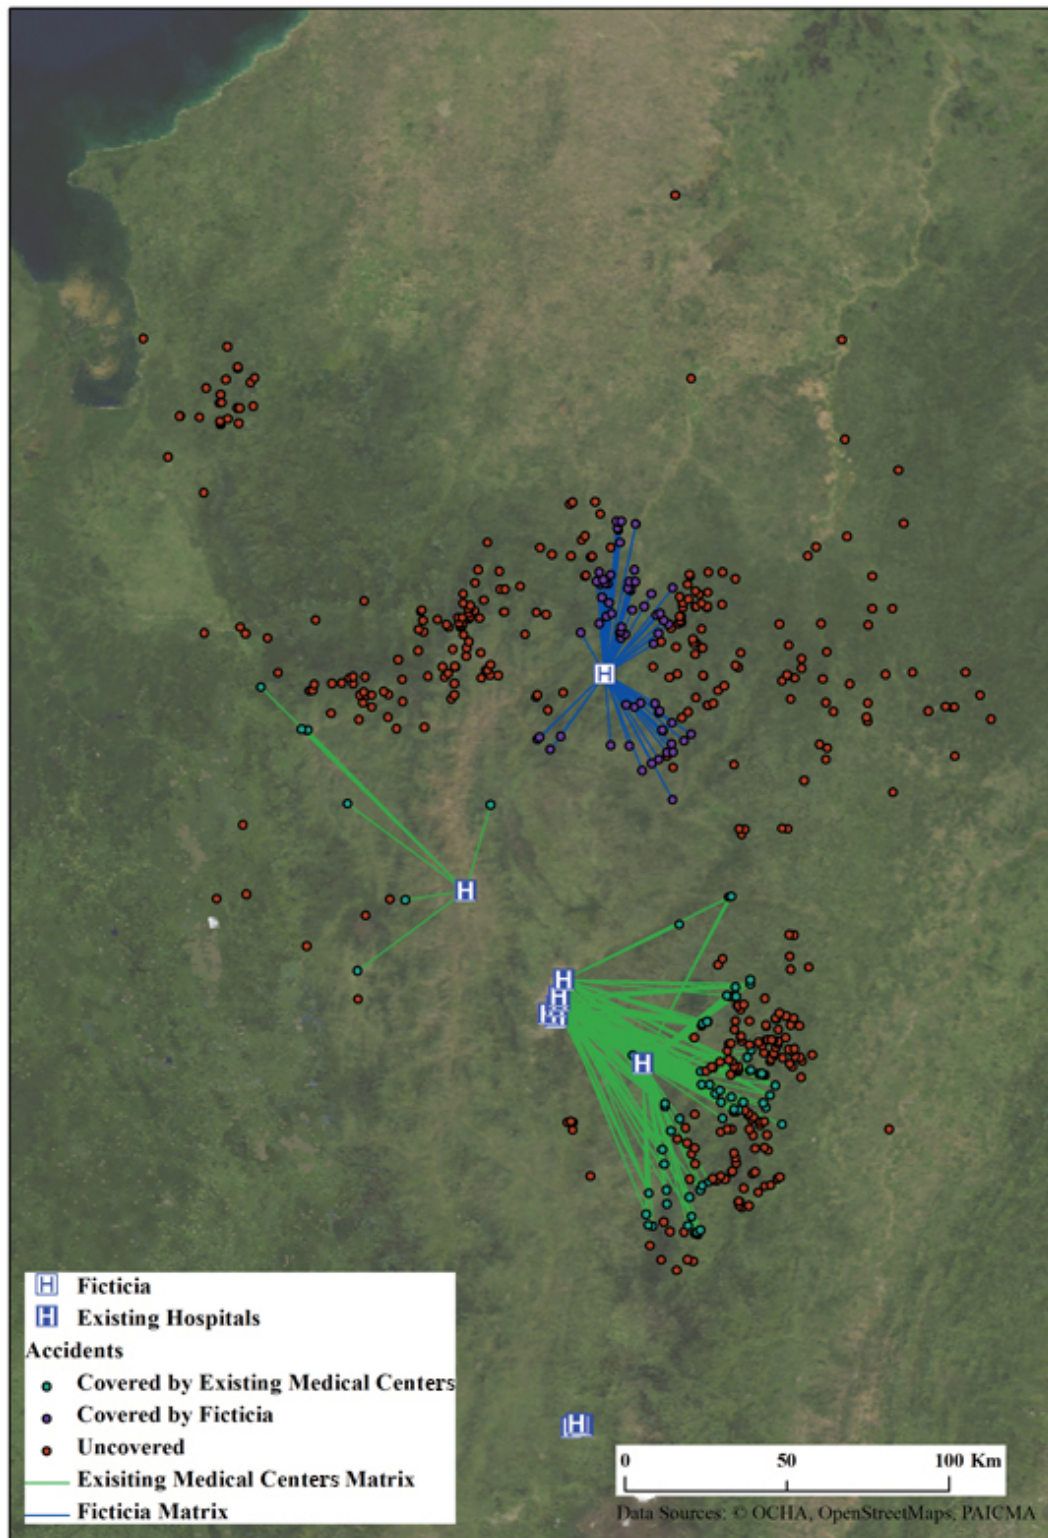 H
H
H
H
H
H
H
H Ficticia
H Existing Hospitals
Accidents
Covered by Existing Medical Centers
Covered by Ficticia
Uncovered
Exisiting Medical Centers Matrix
Ficticia Matrix
0 50 100 Km
Data Sources: © OCHA, OpenStreetMaps, PAICMA